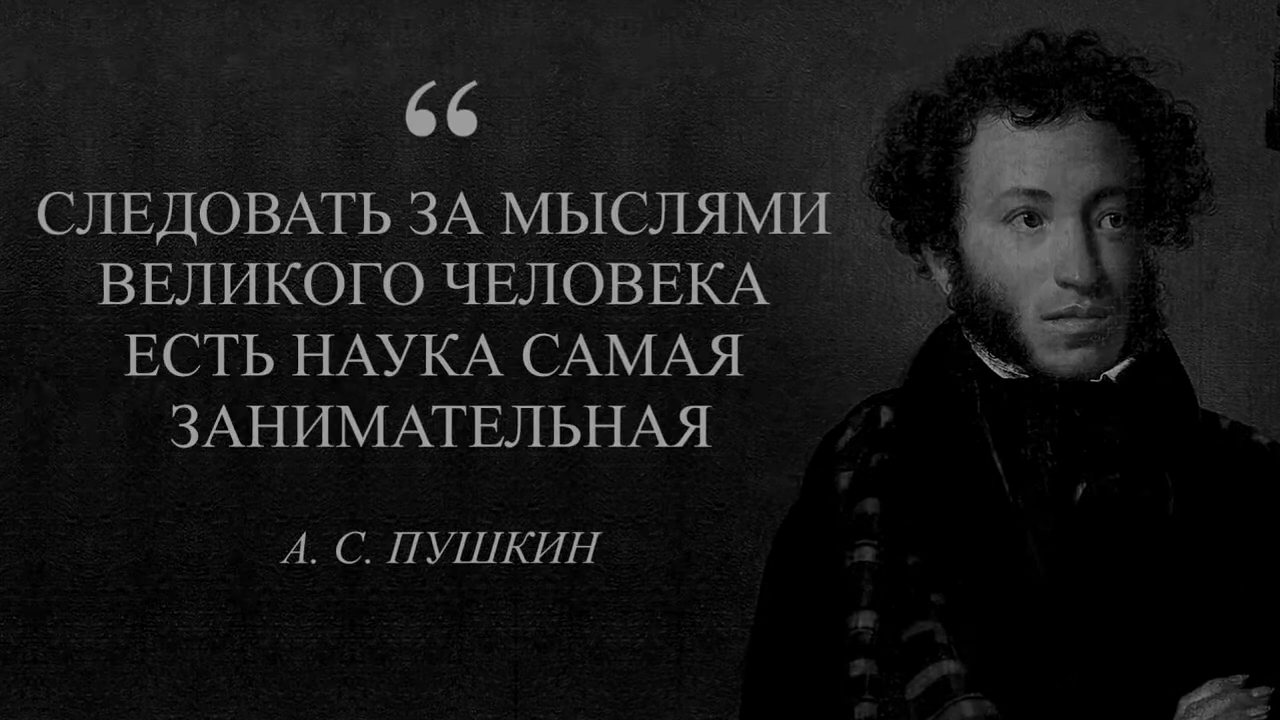 “
СЛЕДОВАТЬ ЗА МЫСЛЯМИ
ВЕЛИКОГО ЧЕЛОВЕКА
ЕСТЬ НАУКА САМАЯ
ЗАНИМАТЕЛЬНАЯ
А. С. ПУШКИН